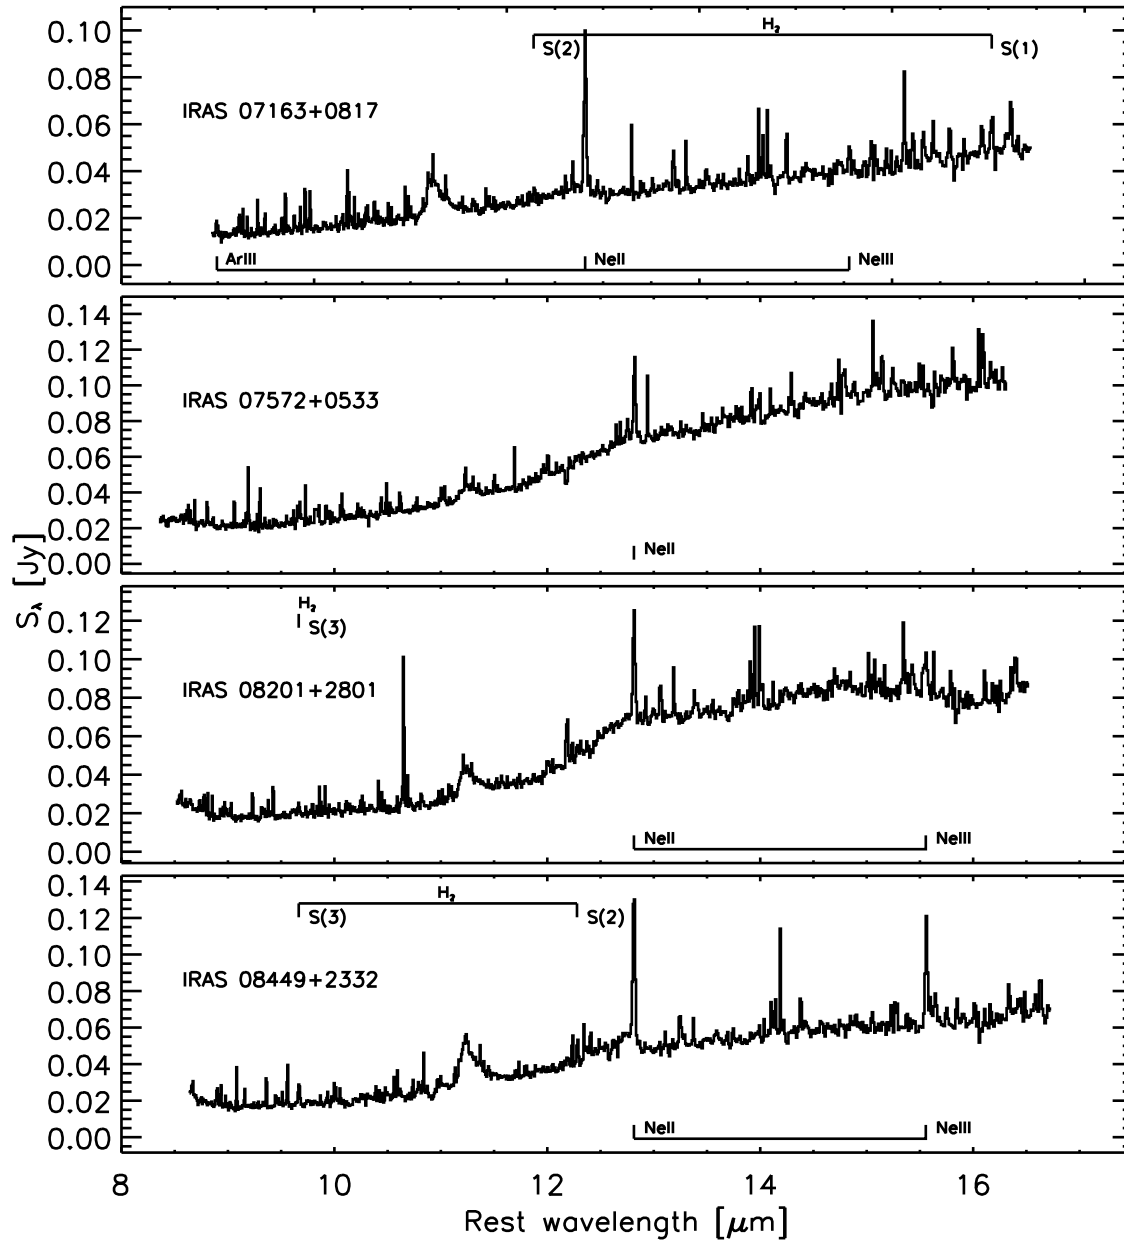 H₂
S(2) S(1)
0.10
0.08
0.06
0.04
0.02
0.00
IRAS 07163+0817
ArIII NeII NeIII
0.14
0.12
0.10
0.08
0.06
0.04
0.02
0.00
IRAS 07572+0533
NeII
Sλ [Jy]
H₂
S(3)
0.12
0.10
0.08
0.06
0.04
0.02
0.00
IRAS 08201+2801
NeII NeIII
H₂
S(3) S(2)
0.14
0.12
0.10
0.08
0.06
0.04
0.02
0.00
IRAS 08449+2332
NeII NeIII
8 10 12 14 16
Rest wavelength [μm]